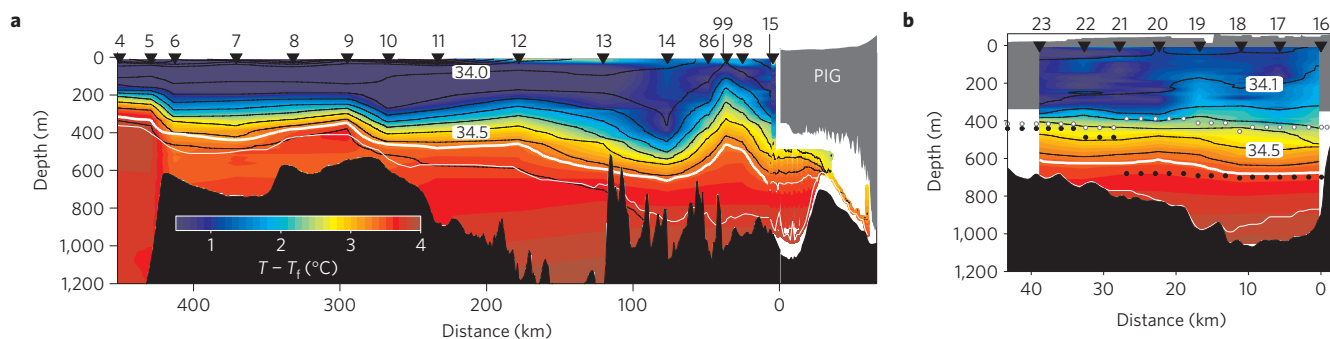 a
4 5 6 7 8 9 10 11 12 13 14 86 99 98 15
0
200
400
600
800
1,000
1,200
Depth (m)
34.0
34.5
PIG
1 2 3 4
T − Tf (°C)
400 300 200 100 0
Distance (km)
b
23 22 21 20 19 18 17 16
0
200
400
600
800
1,000
1,200
Depth (m)
34.1
34.5
40 30 20 10 0
Distance (km)